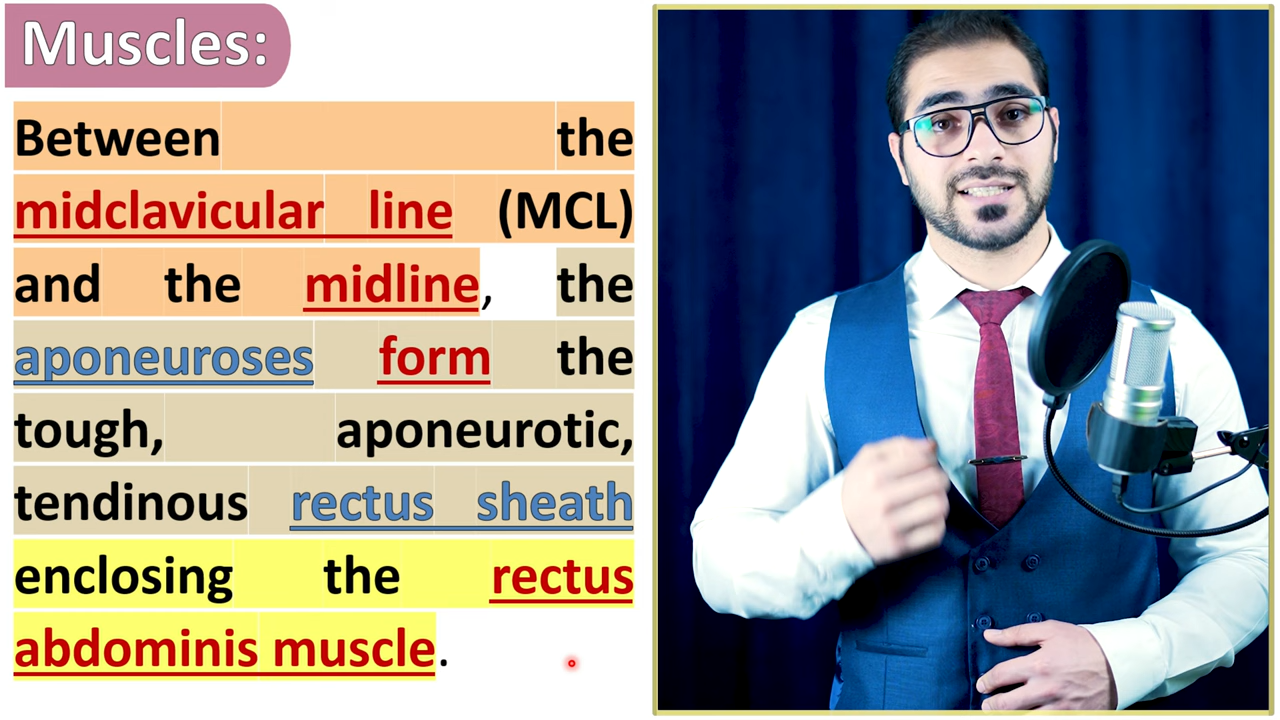 Muscles:
Between the
midclavicular line (MCL)
and the midline, the
aponeuroses form the
tough, aponeurotic,
tendinous rectus sheath
enclosing the rectus
abdominis muscle.